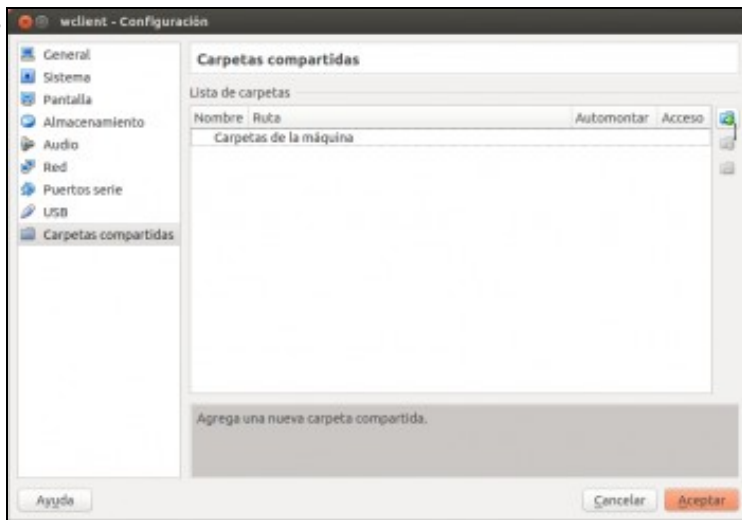 wclient - Configuración
General
Sistema
Pantalla
Almacenamiento
Audio
Red
Puertos serie
USB
Carpetas compartidas
Carpetas compartidas
Lista de carpetas
Nombre Ruta Automontar Acceso
Carpetas de la máquina
Agrega una nueva carpeta compartida.
Ayuda Cancelar Aceptar